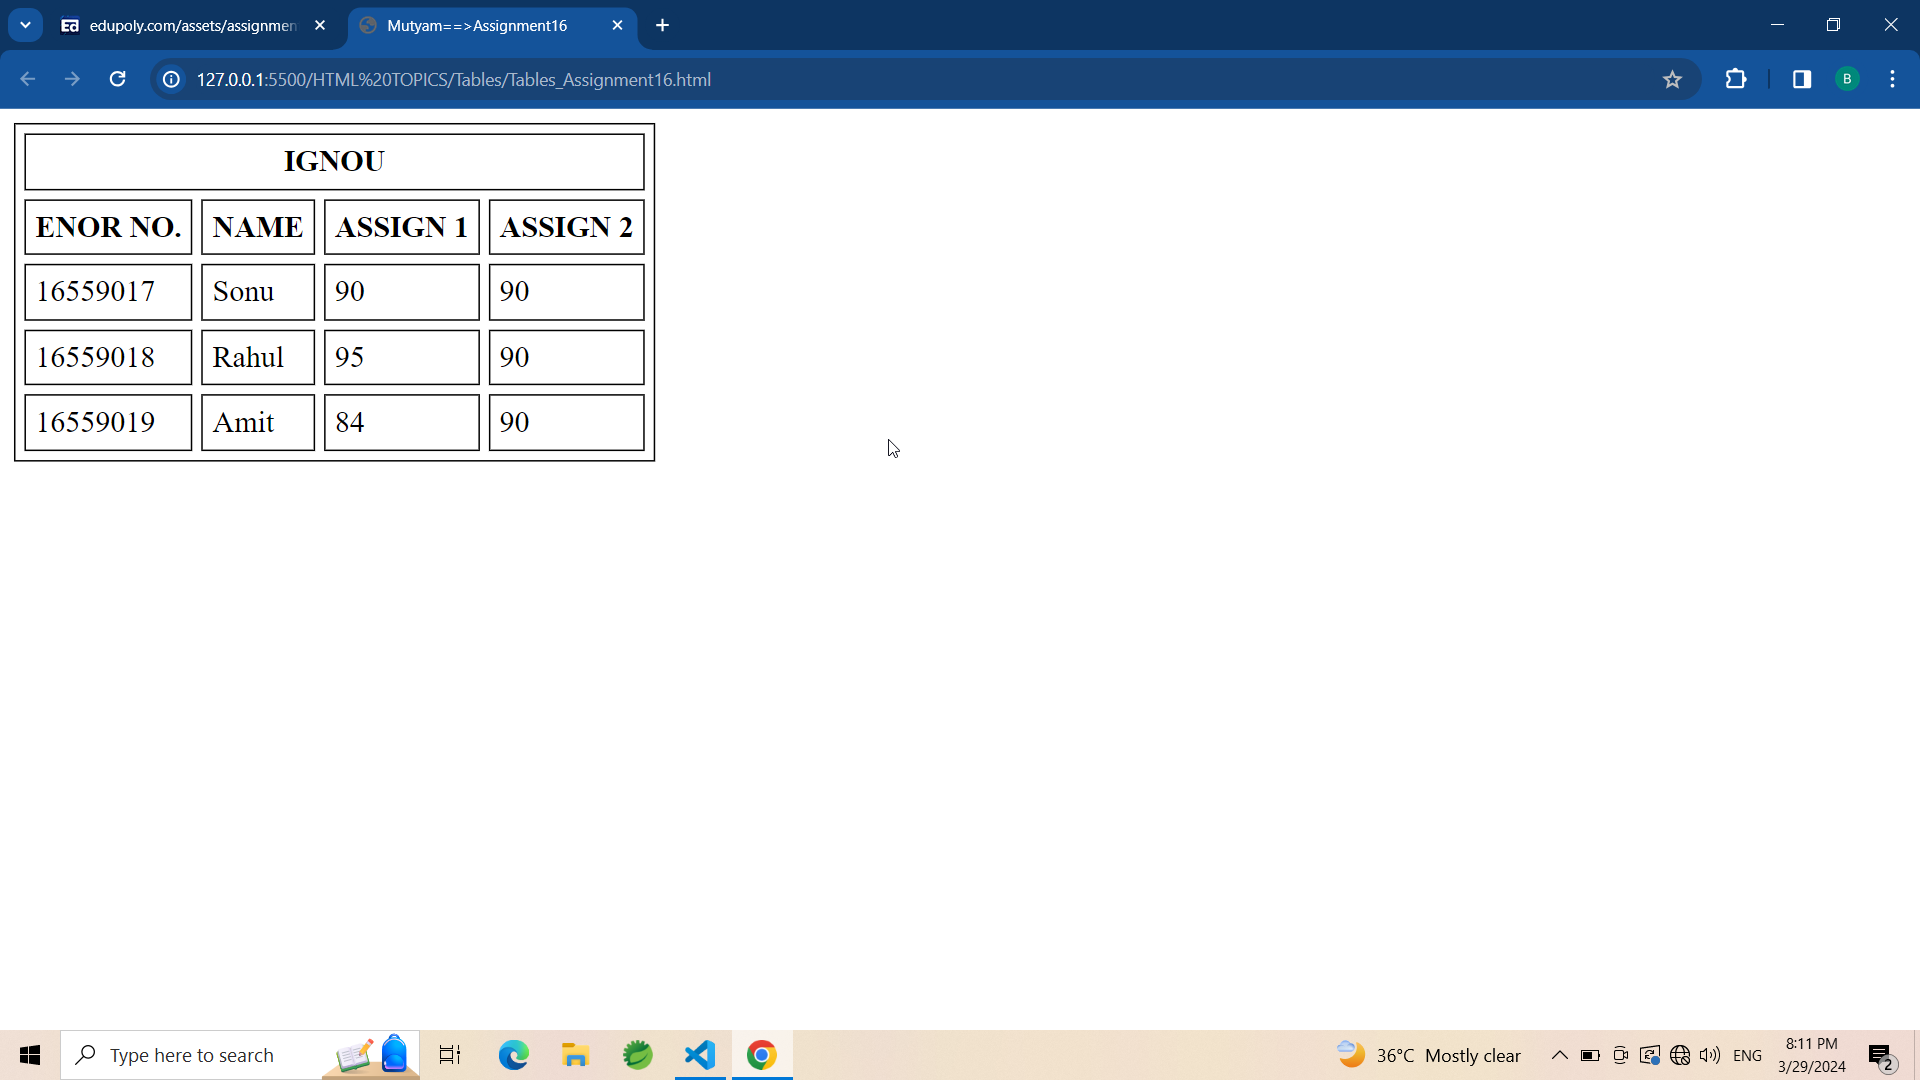 edupoly.com/assets/assignmen
Mutyam==>Assignment16
127.0.0.1:5500/HTML%20TOPICS/Tables/Tables_Assignment16.html
B
IGNOU
ENOR NO. NAME ASSIGN 1 ASSIGN 2
16559017 Sonu 90 90
16559018 Rahul 95 90
16559019 Amit 84 90
Type here to search
36°C Mostly clear
ENG
8:11 PM
3/29/2024
2